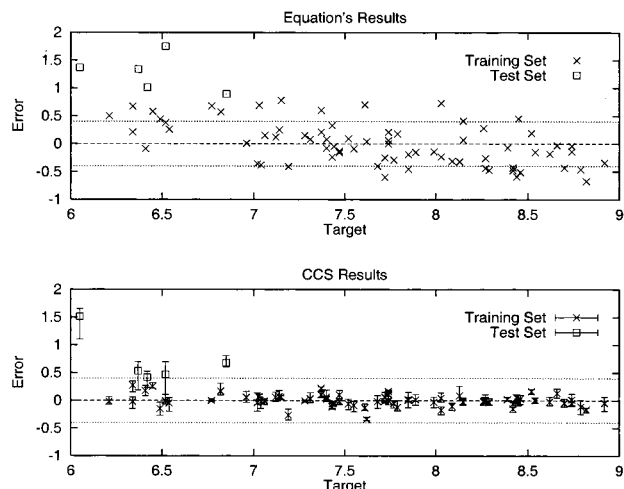 Equation's Results
2
1.5
1
0.5
0
-0.5
-1
Error
Training Set
Test Set
6
6.5
7
7.5
8
8.5
9
Target
CCS Results
2
1.5
1
0.5
0
-0.5
-1
Error
Training Set
Test Set
6
6.5
7
7.5
8
8.5
9
Target